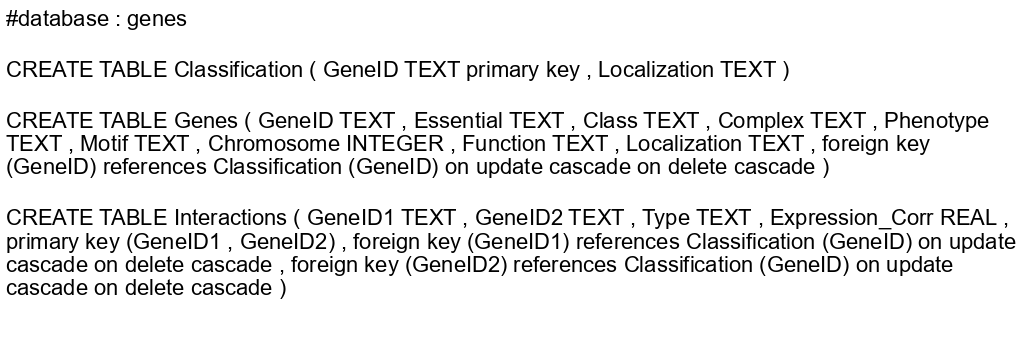 #database : genes
CREATE TABLE Classification ( GeneID TEXT primary key , Localization TEXT )
CREATE TABLE Genes ( GeneID TEXT , Essential TEXT , Class TEXT , Complex TEXT , Phenotype
TEXT , Motif TEXT , Chromosome INTEGER , Function TEXT , Localization TEXT , foreign key
(GeneID) references Classification (GeneID) on update cascade on delete cascade )
CREATE TABLE Interactions ( GeneID1 TEXT , GeneID2 TEXT , Type TEXT , Expression_Corr REAL ,
primary key (GeneID1 , GeneID2) , foreign key (GeneID1) references Classification (GeneID) on update
cascade on delete cascade , foreign key (GeneID2) references Classification (GeneID) on update
cascade on delete cascade )